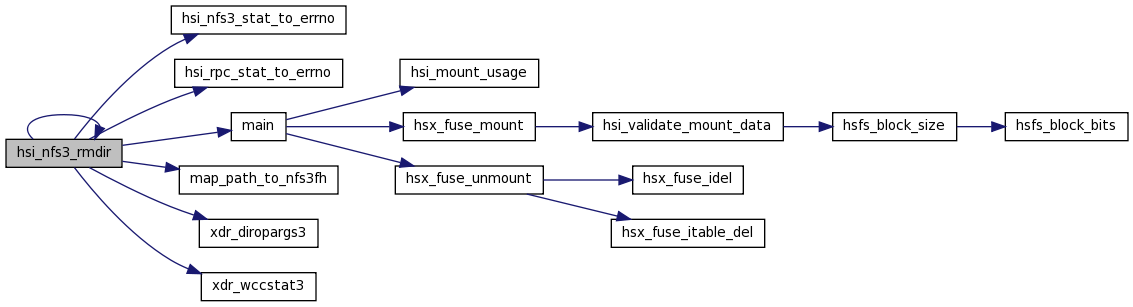 hsi_nfs3_stat_to_errno
hsi_rpc_stat_to_errno
hsi_mount_usage
main
hsx_fuse_mount
hsi_validate_mount_data
hsfs_block_size
hsfs_block_bits
hsi_nfs3_rmdir
map_path_to_nfs3fh
hsx_fuse_unmount
hsx_fuse_idel
xdr_diropargs3
hsx_fuse_itable_del
xdr_wccstat3